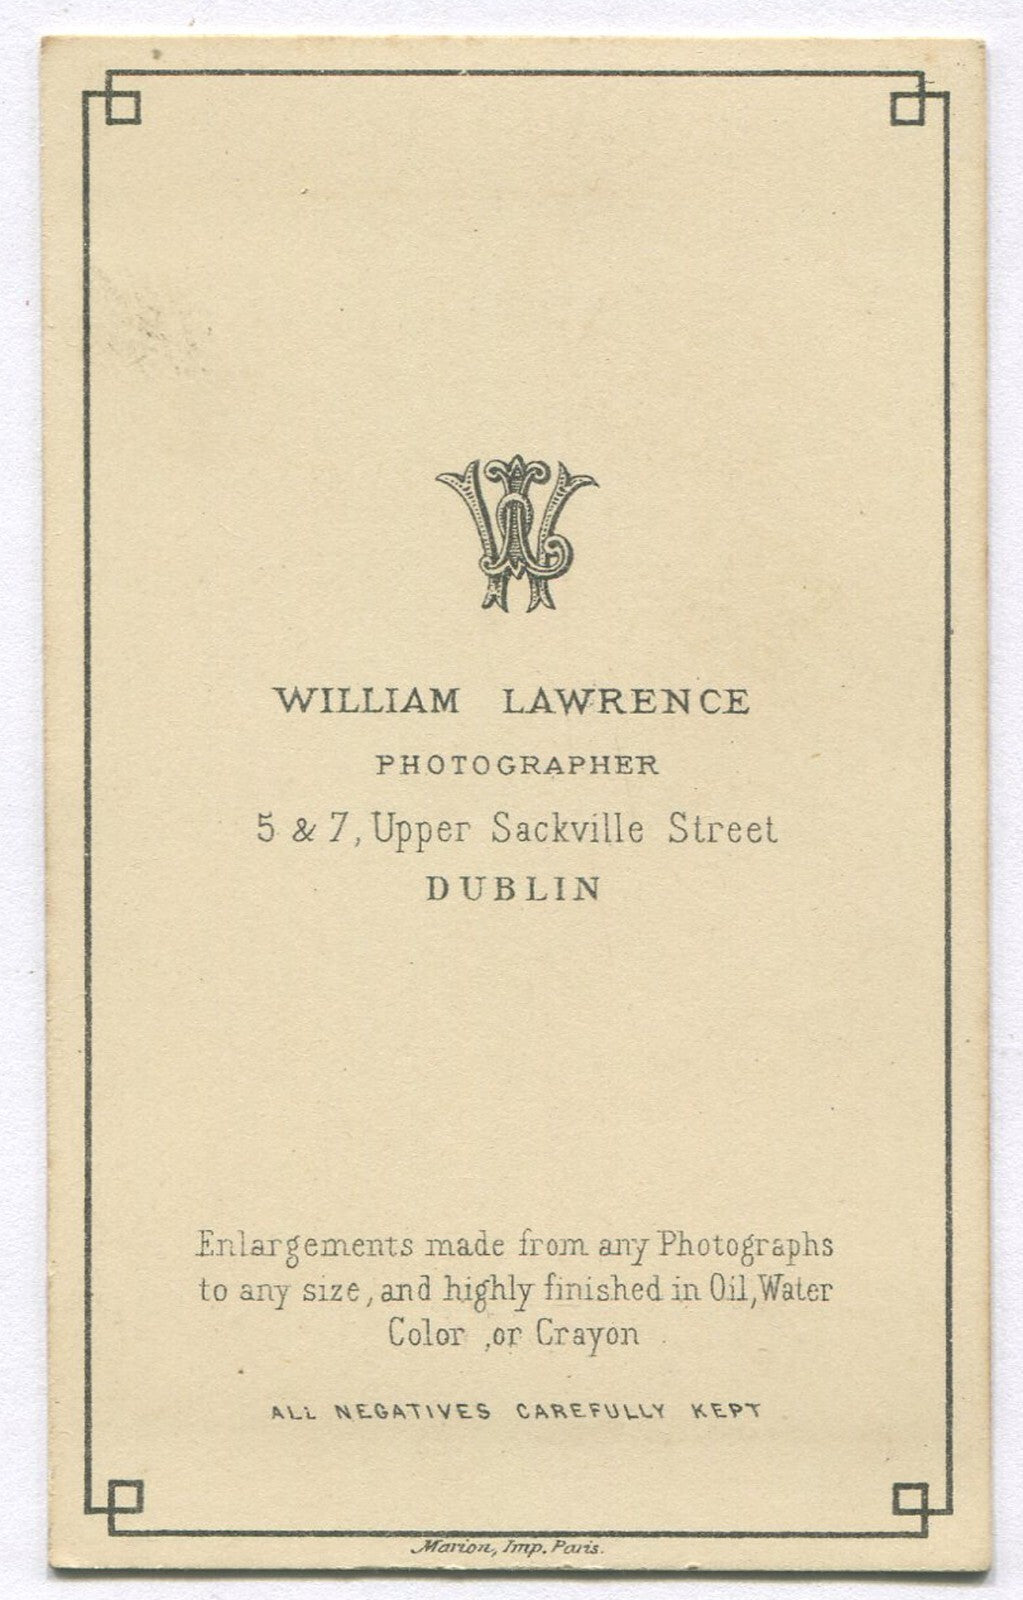 WILLIAM LAWRENCE
PHOTOGRAPHER
5 & 7, Upper Sackville Street
DUBLIN
Enlargements made from any Photographs
to any size, and highly finished in Oil, Water
Color, or Crayon
ALL NEGATIVES CAREFULLY KEPT
Marion, Imp. Paris.